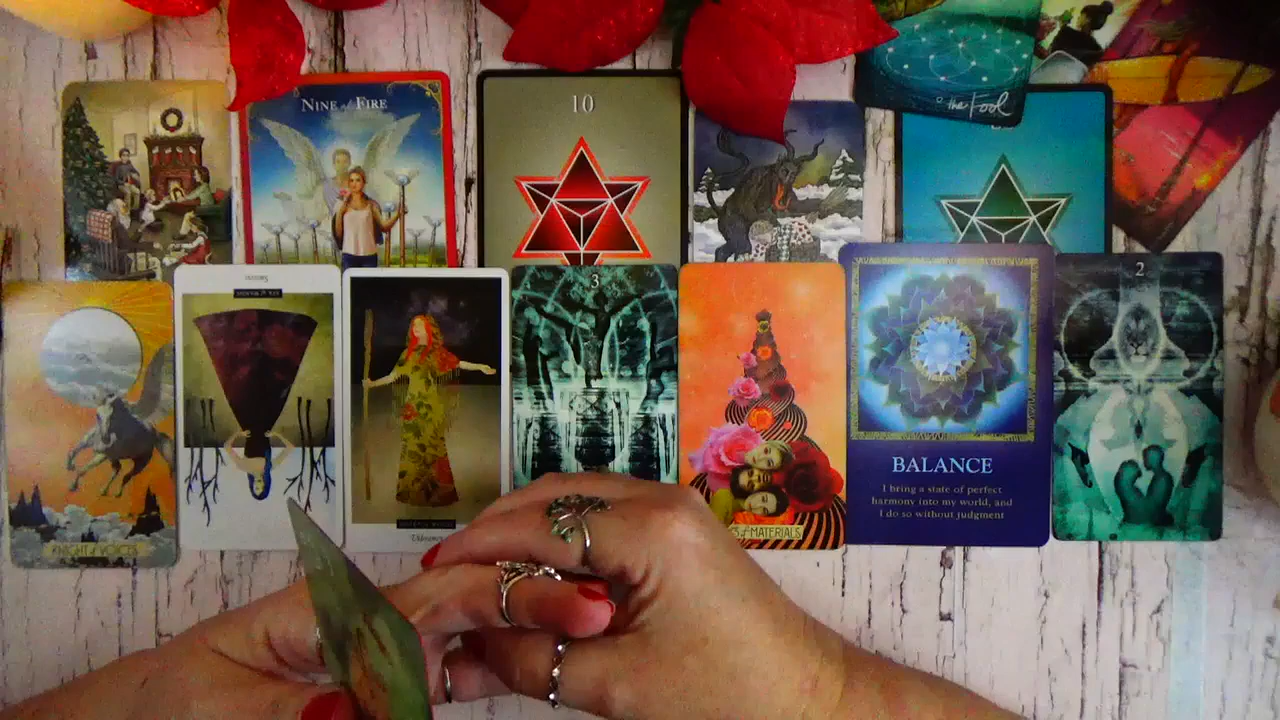 NINE of FIRE
10
the Fool
3
2
BALANCE
I bring a state of perfect
harmony into my world, and
I do so without judgment
KNIGHT of VOICES
of MATERIALS